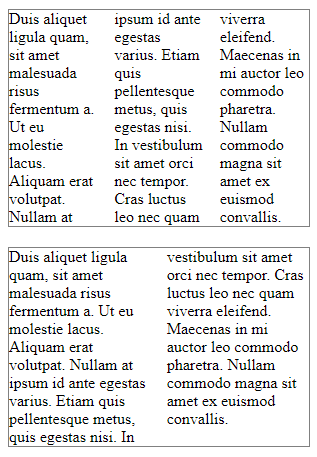 Duis aliquet
ligula quam,
sit amet
malesuada
risus
fermentum a.
Ut eu
molestie
lacus.
Aliquam erat
volutpat.
Nullam at
ipsum id ante
egestas
varius. Etiam
quis
pellentesque
metus, quis
egestas nisi.
In vestibulum
sit amet orci
nec tempor.
Cras luctus
leo nec quam
viverra
eleifend.
Maecenas in
mi auctor leo
commodo
pharetra.
Nullam
commodo
magna sit
amet ex
euismod
convallis.
Duis aliquet ligula
quam, sit amet
malesuada risus
fermentum a. Ut eu
molestie lacus.
Aliquam erat
volutpat. Nullam at
ipsum id ante egestas
varius. Etiam quis
pellentesque metus,
quis egestas nisi. In
vestibulum sit amet
orci nec tempor. Cras
luctus leo nec quam
viverra eleifend.
Maecenas in mi
auctor leo commodo
pharetra. Nullam
commodo magna sit
amet ex euismod
convallis.